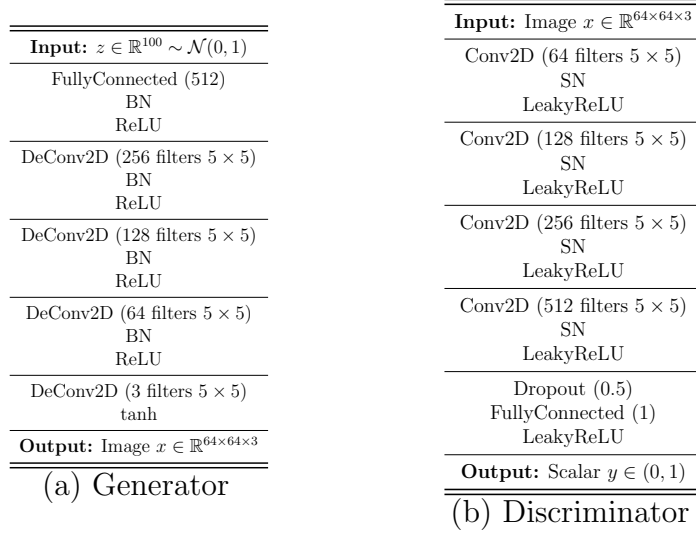 Input: z ∈ ℝ^100 ∼ 𝒩(0, 1)
FullyConnected (512)
BN
ReLU
DeConv2D (256 filters 5 × 5)
BN
ReLU
DeConv2D (128 filters 5 × 5)
BN
ReLU
DeConv2D (64 filters 5 × 5)
BN
ReLU
DeConv2D (3 filters 5 × 5)
tanh
Output: Image x ∈ ℝ^64×64×3
(a) Generator
Input: Image x ∈ ℝ^64×64×3
Conv2D (64 filters 5 × 5)
SN
LeakyReLU
Conv2D (128 filters 5 × 5)
SN
LeakyReLU
Conv2D (256 filters 5 × 5)
SN
LeakyReLU
Conv2D (512 filters 5 × 5)
SN
LeakyReLU
Dropout (0.5)
FullyConnected (1)
LeakyReLU
Output: Scalar y ∈ (0, 1)
(b) Discriminator